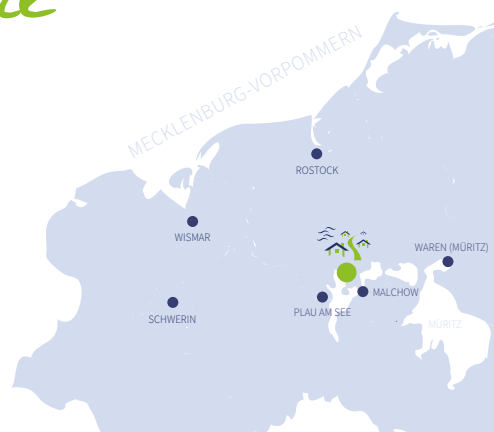 MECKLENBURG-VORPOMMERN
ROSTOCK
WISMAR
WAREN (MÜRITZ)
MALCHOW
SCHWERIN
PLAU AM SEE
MÜRITZ